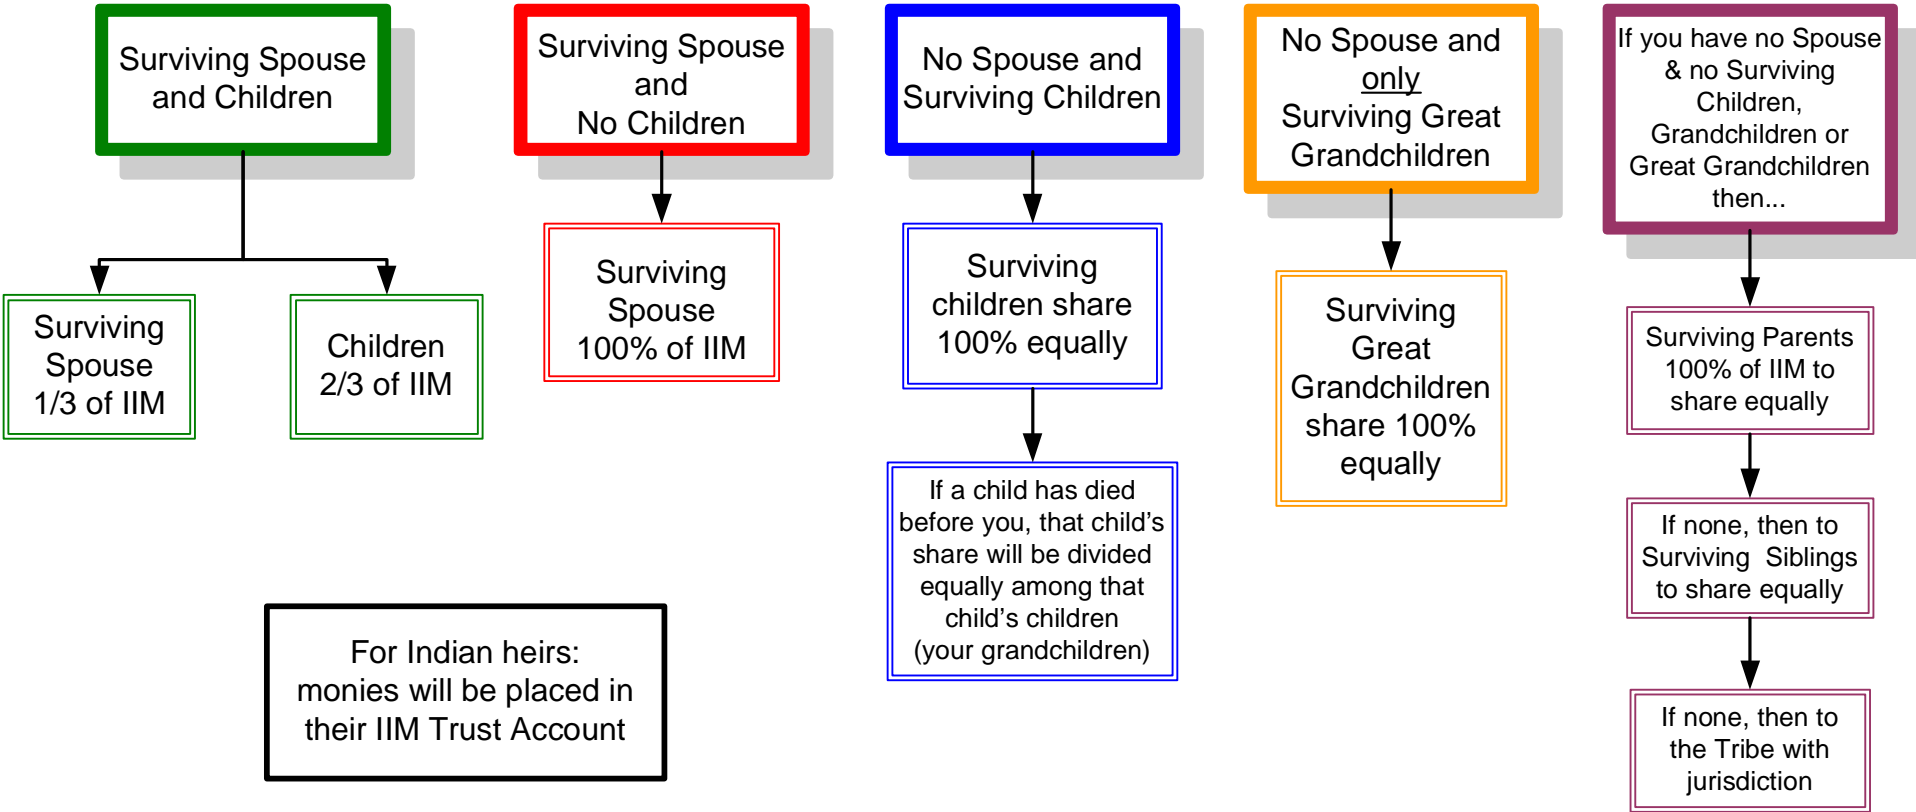 Surviving Spouse
and Children
Surviving
Spouse
1/3 of IIM
Children
2/3 of IIM
Surviving Spouse
and
No Children
Surviving
Spouse
100% of IIM
No Spouse and
Surviving Children
Surviving
children share
100% equally
If a child has died
before you, that child’s
share will be divided
equally among that
child’s children
(your grandchildren)
No Spouse and
only
Surviving Great
Grandchildren
Surviving
Great
Grandchildren
share 100%
equally
If you have no Spouse
& no Surviving
Children,
Grandchildren or
Great Grandchildren
then...
Surviving Parents
100% of IIM to
share equally
If none, then to
Surviving Siblings
to share equally
If none, then to
the Tribe with
jurisdiction
For Indian heirs:
monies will be placed in
their IIM Trust Account